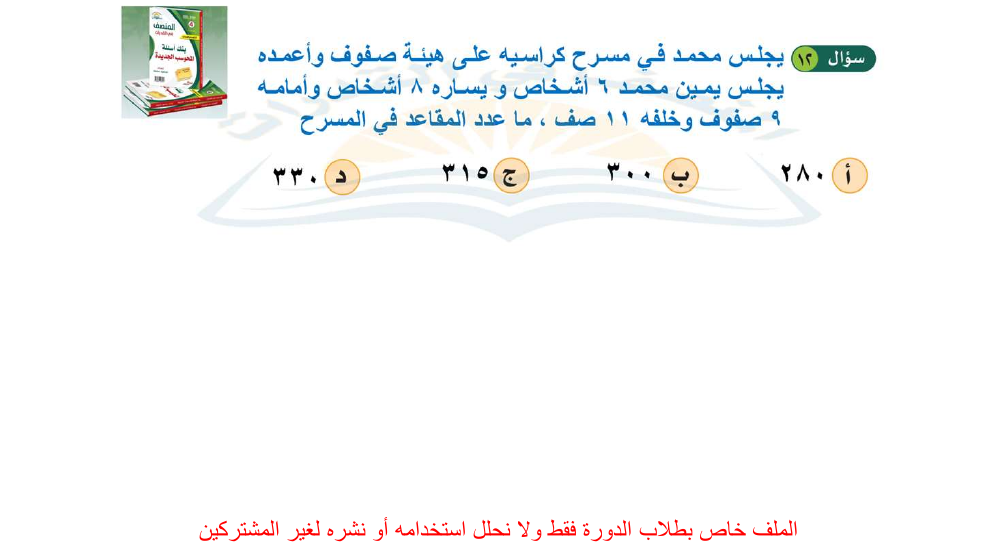 سؤال ١٢
يجلس محمد في مسرح كراسيه على هيئة صفوف وأعمده
يجلس يمين محمد ٦ أشخاص و يساره ٨ أشخاص وأمامه
٩ صفوف وخلفه ١١ صف ، ما عدد المقاعد في المسرح
أ ٢٨٠ ب ٣٠٠ ج ٣١٥ د ٣٣٠
المنصف
بنك أسئلة
المحوسب الجديدة
الملف خاص بطلاب الدورة فقط ولا نحلل استخدامه أو نشره لغير المشتركين